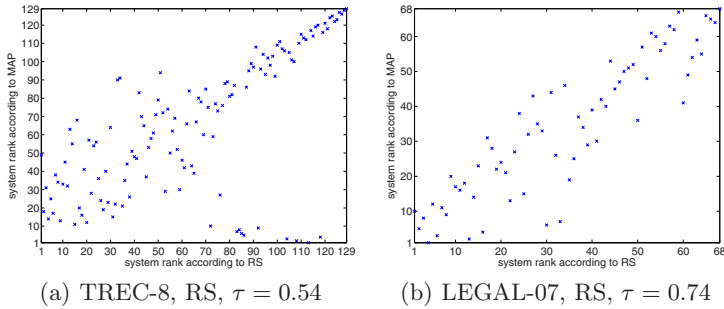 129
120
110
100
90
80
70
60
50
40
30
20
10
1
system rank according to MAP
1 10 20 30 40 50 60 70 80 90 100 110 120 129
system rank according to RS
(a) TREC-8, RS, τ = 0.54
68
60
50
40
30
20
10
1
system rank according to MAP
1 10 20 30 40 50 60 68
system rank according to RS
(b) LEGAL-07, RS, τ = 0.74